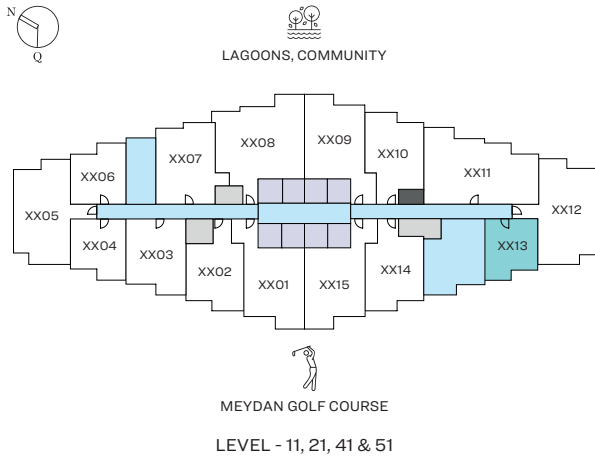 N
Q
LAGOONS, COMMUNITY
XX08 XX09
XX07 XX10
XX06 XX11
XX05 XX12
XX04 XX03 XX13
XX02 XX14
XX01 XX15
MEYDAN GOLF COURSE
LEVEL - 11, 21, 41 & 51